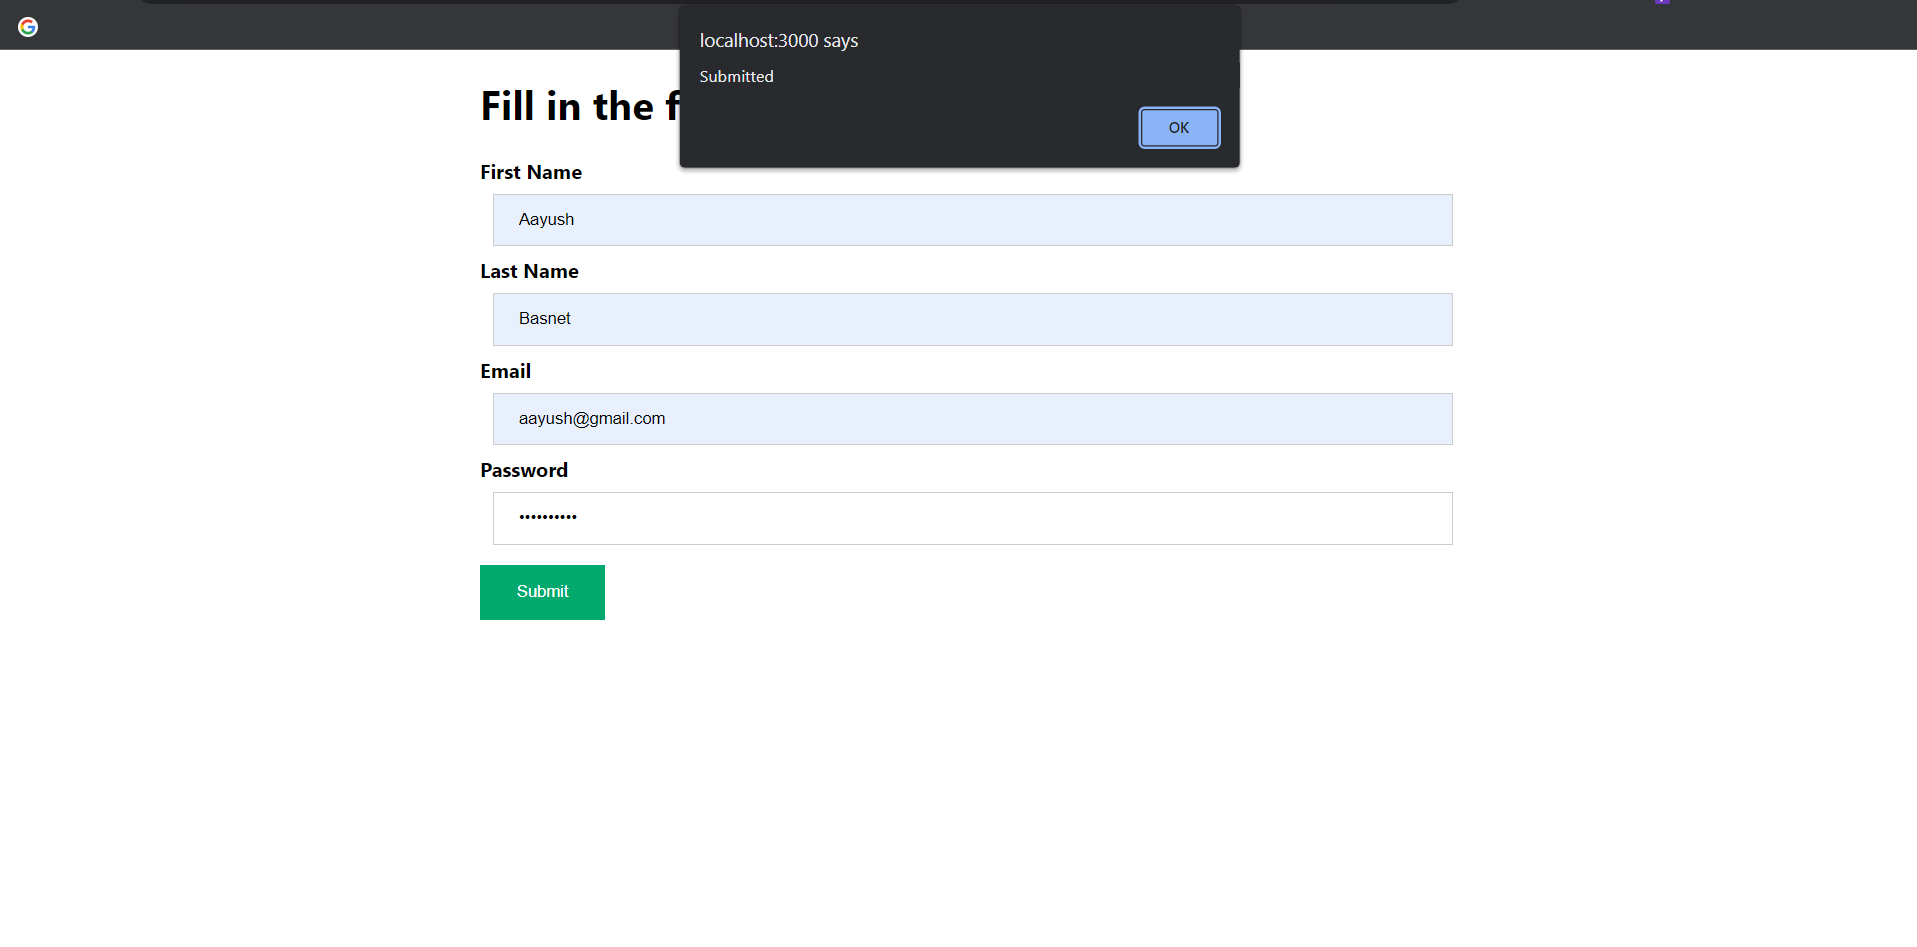 localhost:3000 says
Submitted
OK
Fill in the
First Name
Aayush
Last Name
Basnet
Email
aayush@gmail.com
Password
••••••••••
Submit